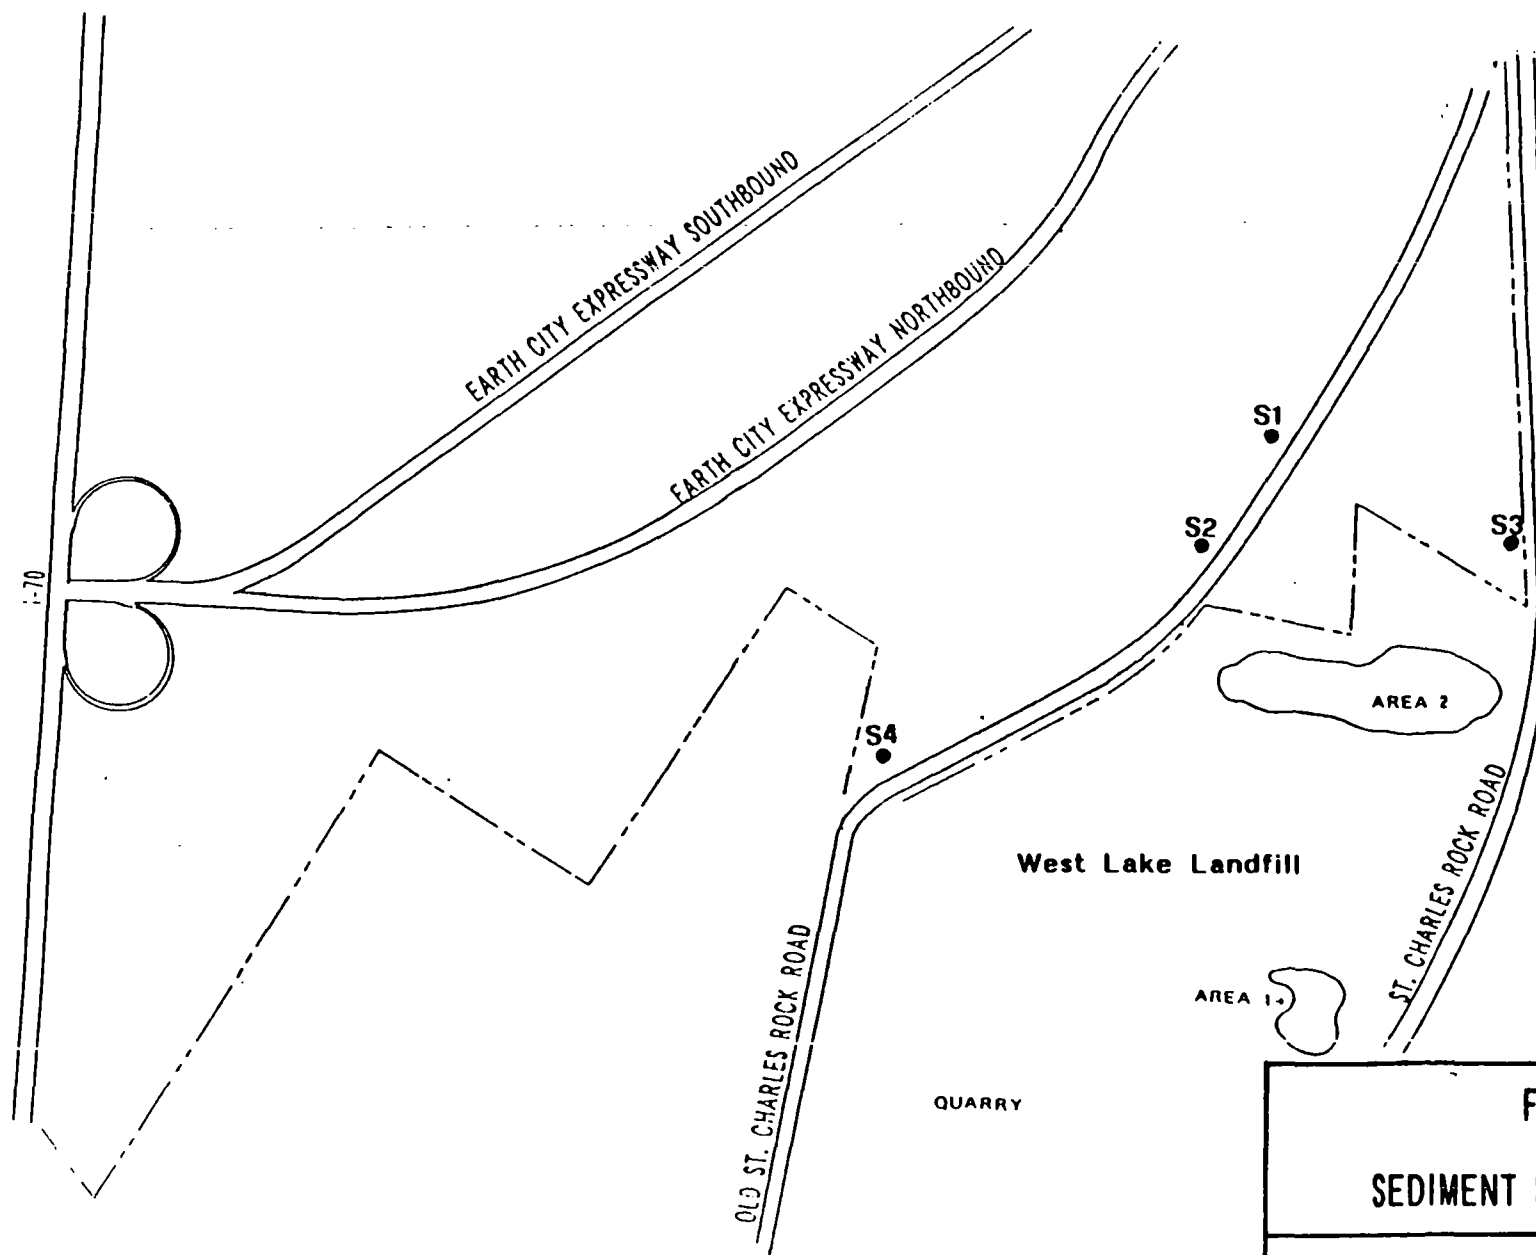 EARTH CITY EXPRESSWAY SOUTHBOUND
EARTH CITY EXPRESSWAY NORTHBOUND
S1
S2
S3
I-70
AREA 2
S4
West Lake Landfill
ST. CHARLES ROCK ROAD
AREA 1
OLD ST. CHARLES ROCK ROAD
QUARRY
SEDIMENT